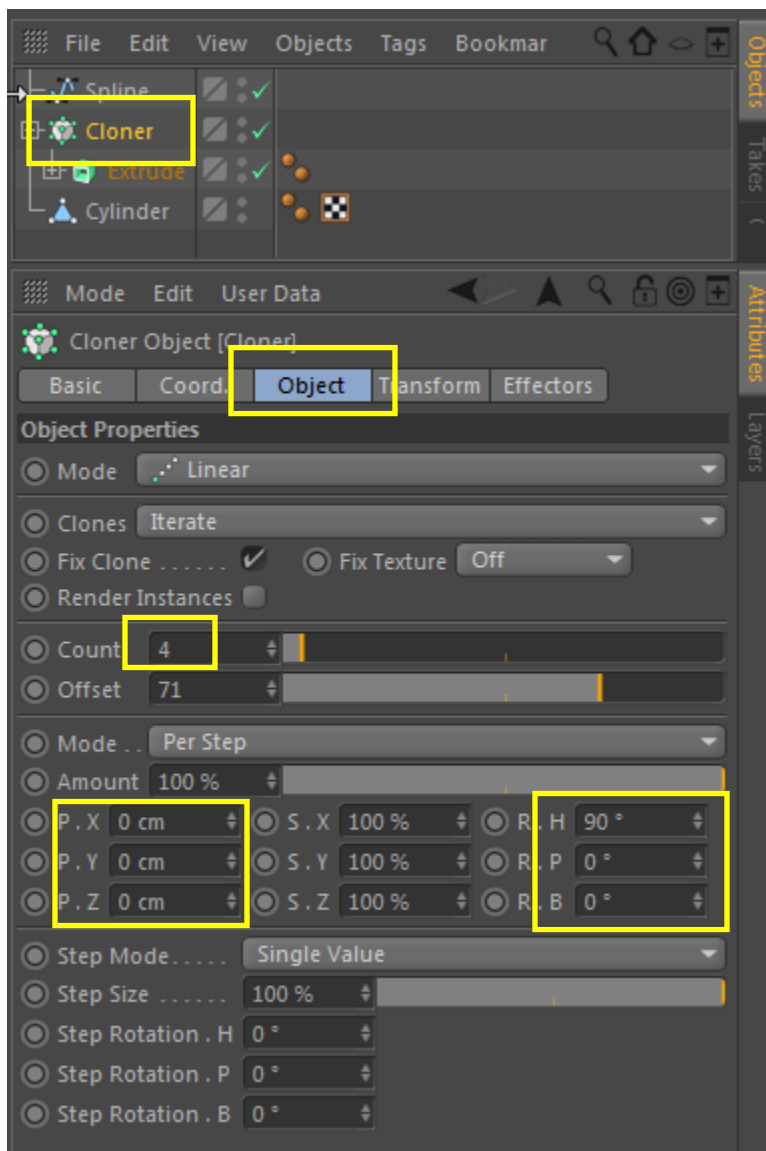 File Edit View Objects Tags Bookmar
Objects
Spline
Cloner
Extrude
Takes
Cylinder
Mode Edit User Data
Attributes
Cloner Object [Cloner]
Basic Coord. Object Transform Effectors
Layers
Object Properties
Mode Linear
Clones Iterate
Fix Clone ...... Fix Texture Off
Render Instances
Count 4
Offset 71
Mode .. Per Step
Amount 100 %
P . X 0 cm S . X 100 % R . H 90 °
P . Y 0 cm S . Y 100 % R . P 0 °
P . Z 0 cm S . Z 100 % R . B 0 °
Step Mode..... Single Value
Step Size ...... 100 %
Step Rotation . H 0 °
Step Rotation . P 0 °
Step Rotation . B 0 °